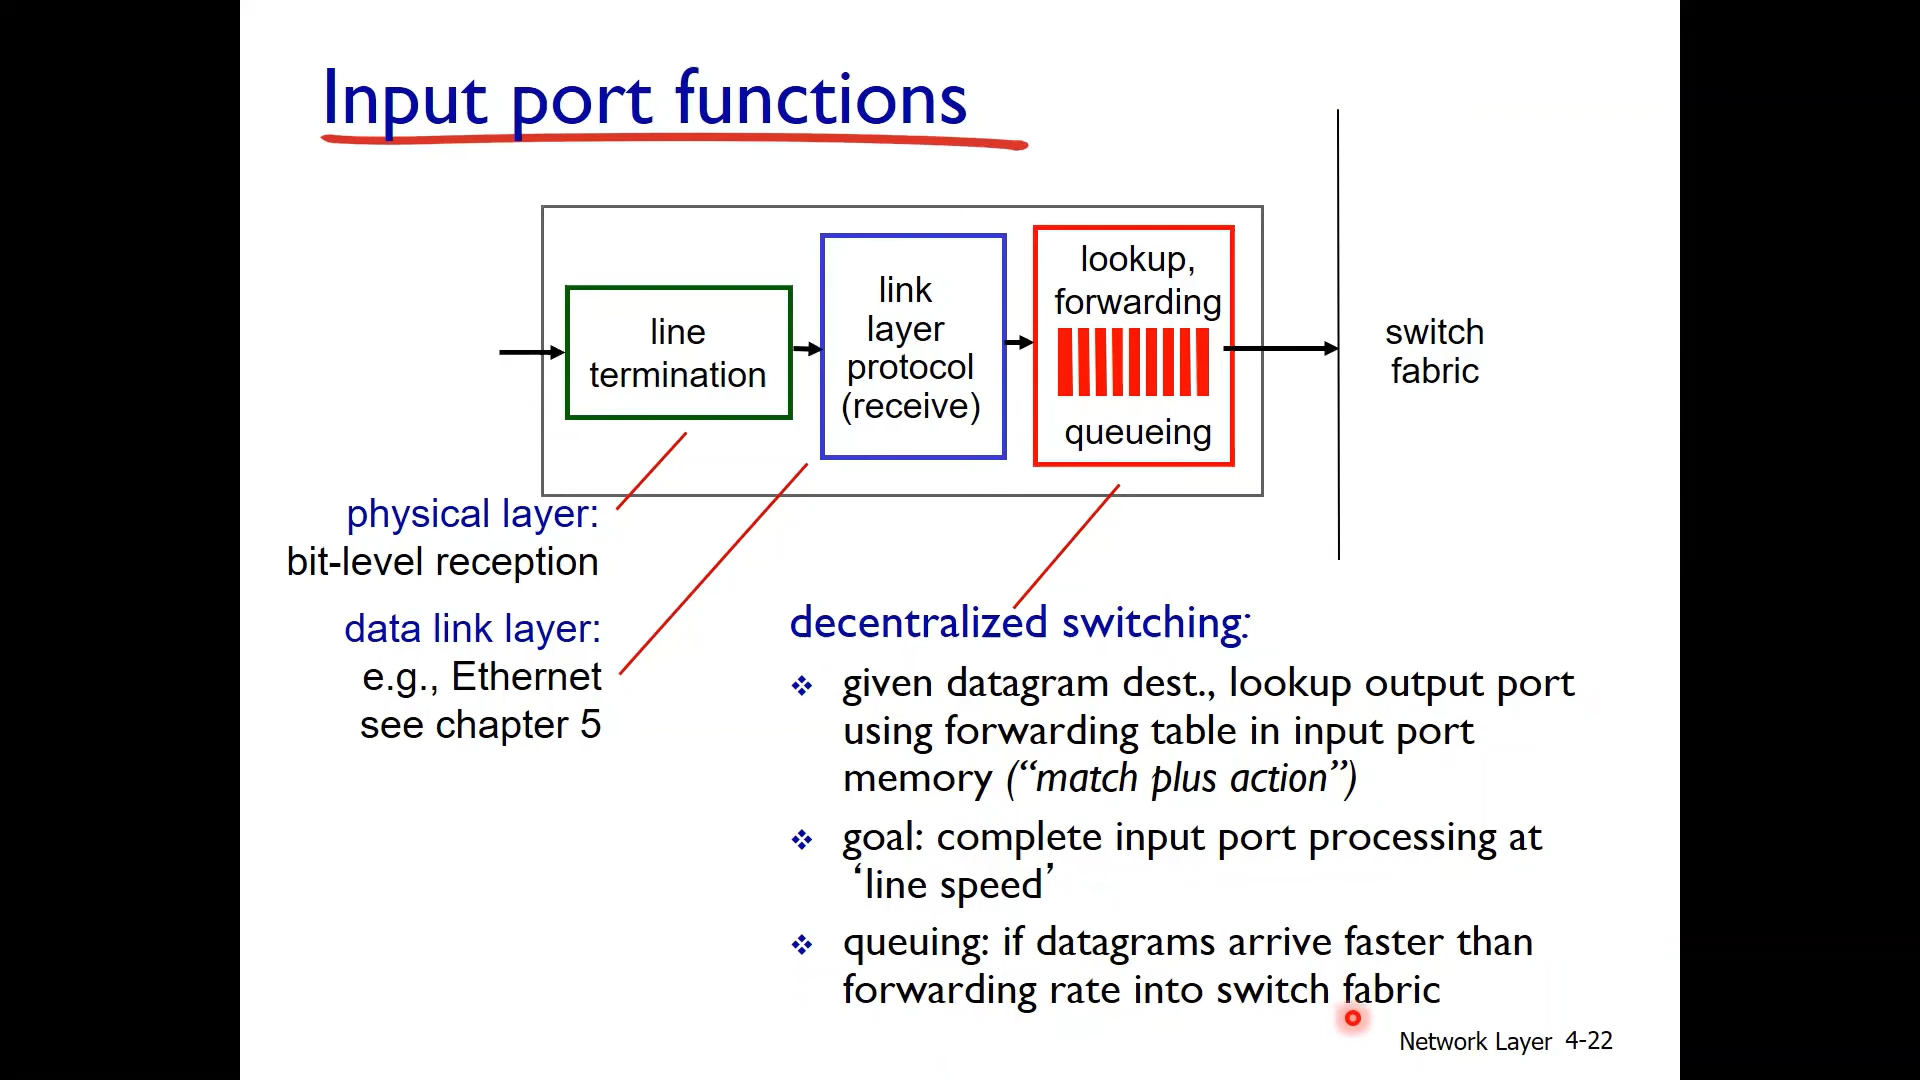 Input port functions
line
termination
link
layer
protocol
(receive)
lookup,
forwarding
queueing
switch
fabric
physical layer:
bit-level reception
data link layer:
e.g., Ethernet
see chapter 5
decentralized switching:
❖ given datagram dest., lookup output port
using forwarding table in input port
memory (“match plus action”)
❖ goal: complete input port processing at
‘line speed’
❖ queuing: if datagrams arrive faster than
forwarding rate into switch fabric
Network Layer 4-22